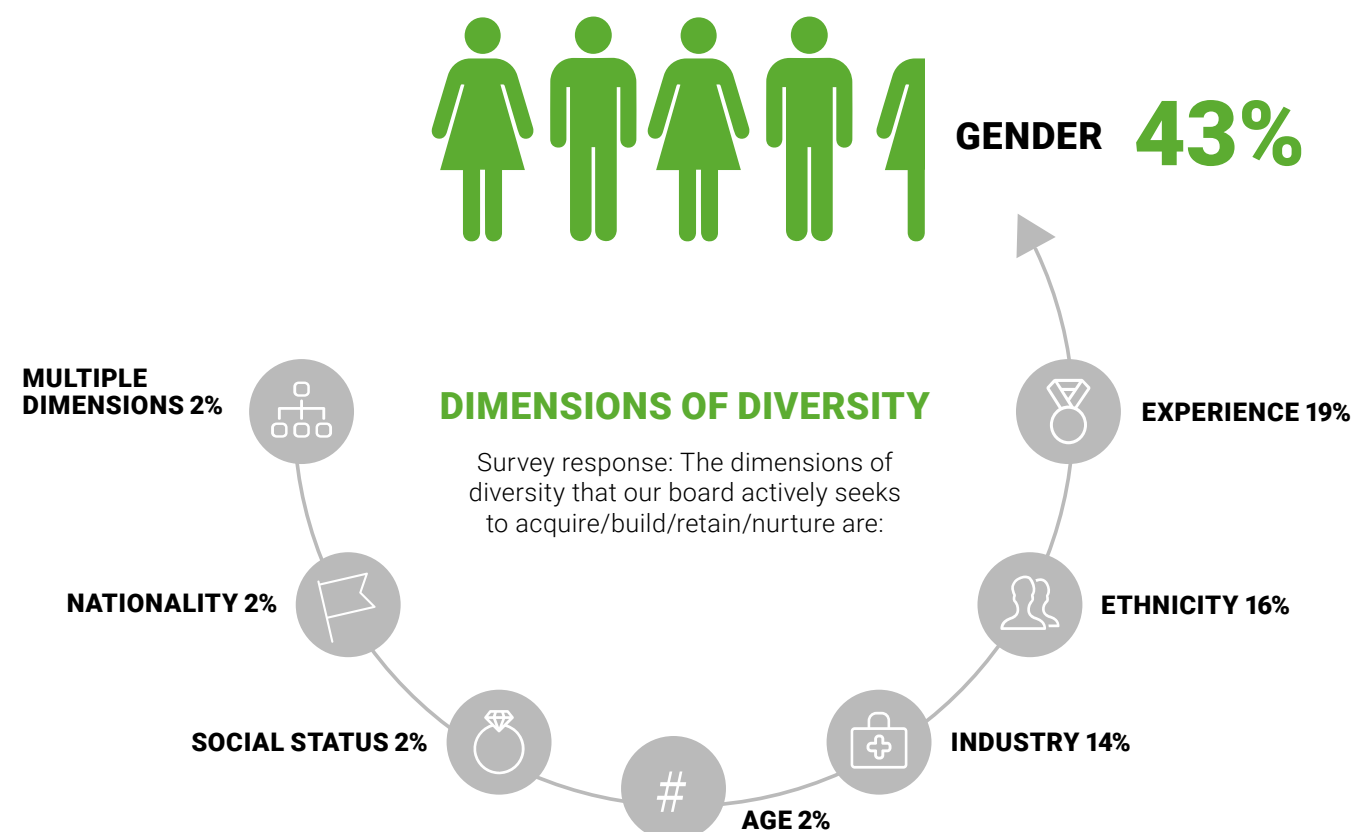 GENDER 43%
DIMENSIONS OF DIVERSITY
Survey response: The dimensions of
diversity that our board actively seeks
to acquire/build/retain/nurture are:
MULTIPLE
DIMENSIONS 2%
EXPERIENCE 19%
NATIONALITY 2%
ETHNICITY 16%
SOCIAL STATUS 2%
INDUSTRY 14%
#
AGE 2%